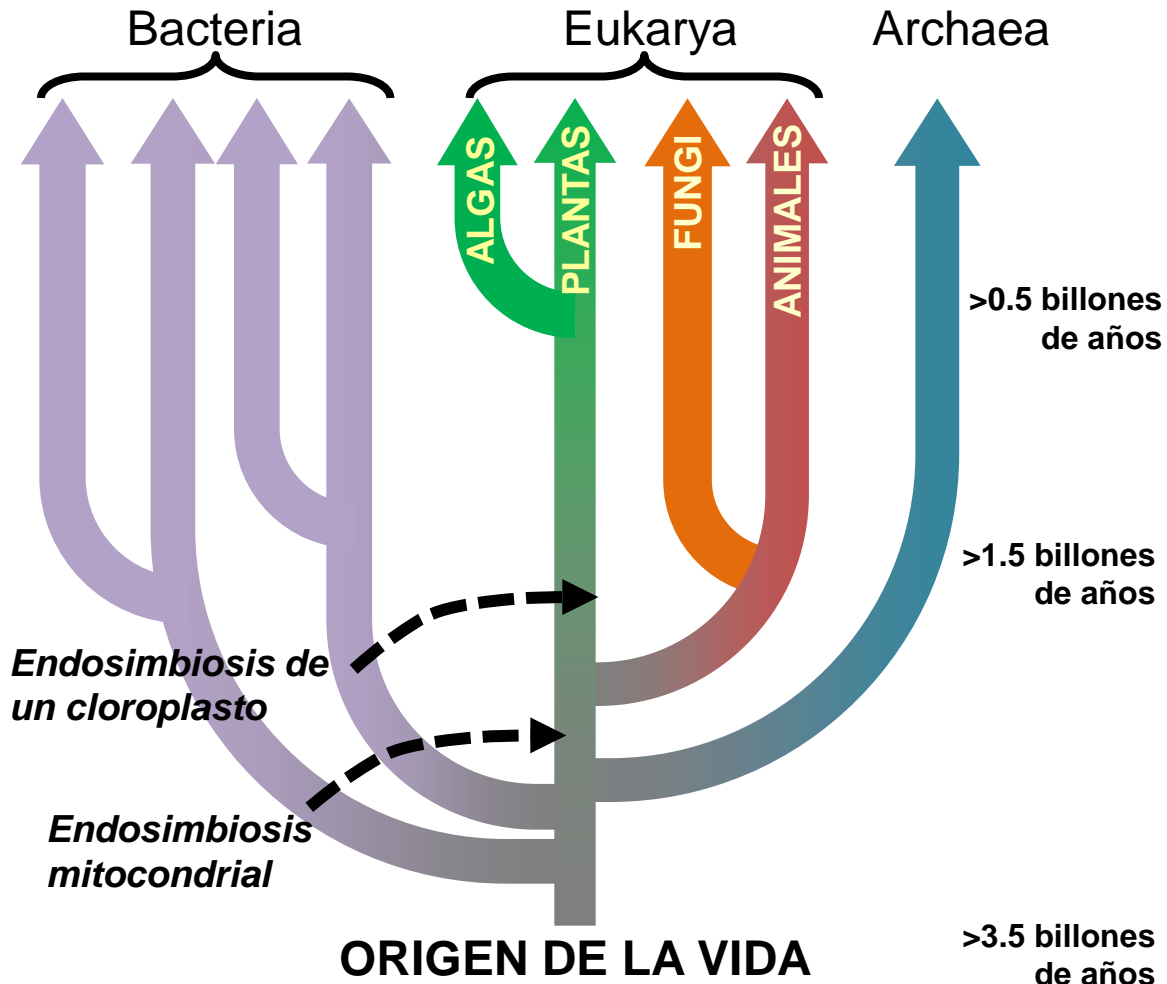 Bacteria
Eukarya
Archaea
ALGAS
PLANTAS
FUNGI
ANIMALES
>0.5 billones
de años
>1.5 billones
de años
Endosimbiosis de
un cloroplasto
Endosimbiosis
mitocondrial
ORIGEN DE LA VIDA
>3.5 billones
de años